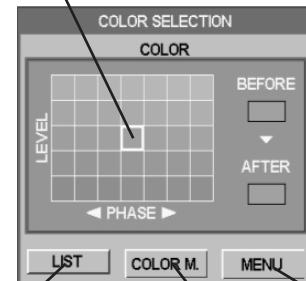 COLOR SELECTION
COLOR
BEFORE
LEVEL
AFTER
◀ PHASE ▶
LIST
COLOR M.
MENU